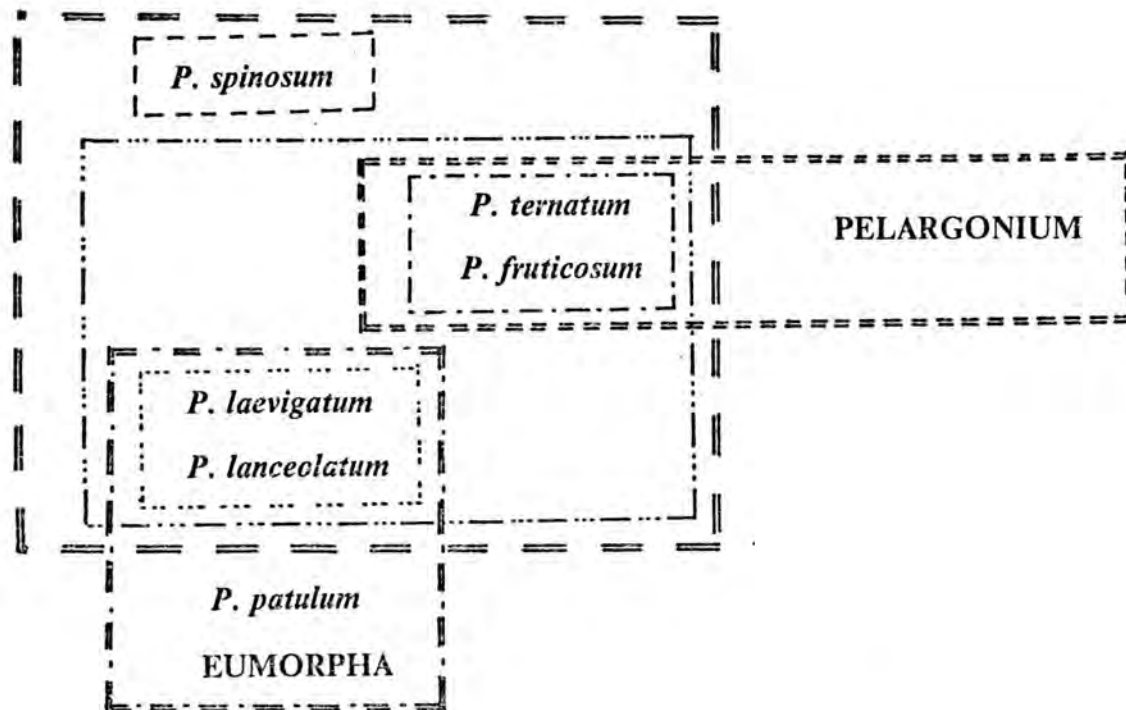 P. spinosum
P. ternatum
PELARGONIUM
P. fruticosum
P. laevigatum
P. lanceolatum
P. patulum
EUMORPHA